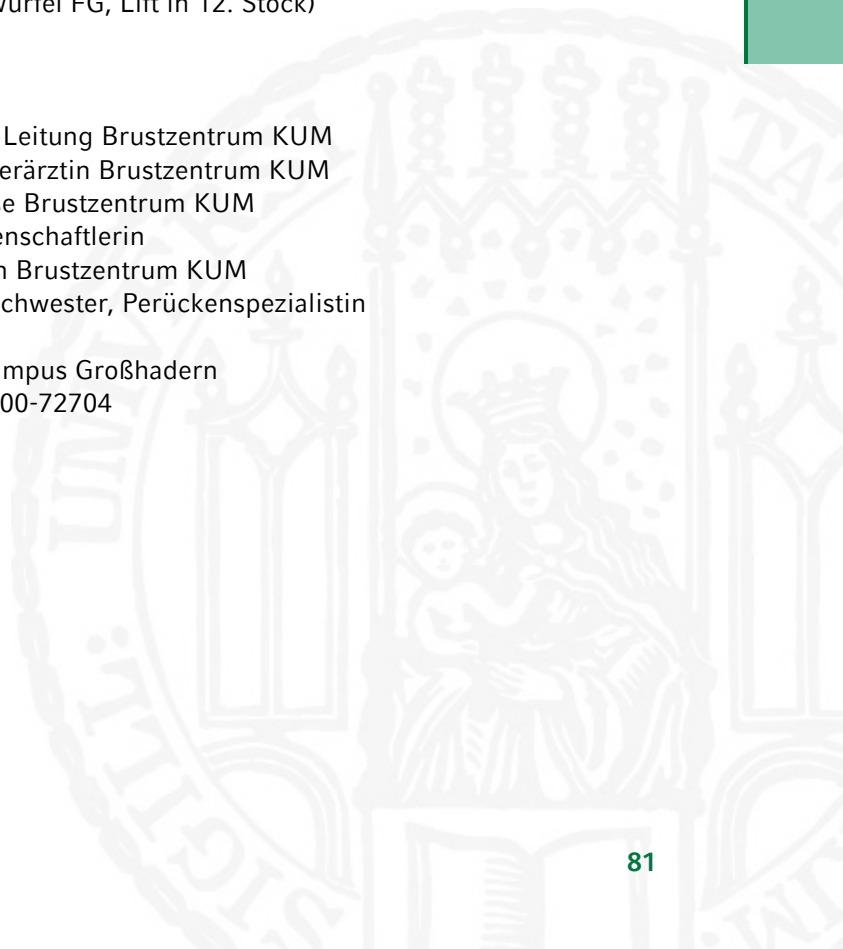 würfel FG, Lift in 12. Stock)
Leitung Brustzentrum KUM
erärztin Brustzentrum KUM
e Brustzentrum KUM
enschaftlerin
n Brustzentrum KUM
chwester, Perückenspezialistin
mpus Großhadern
00-72704
81